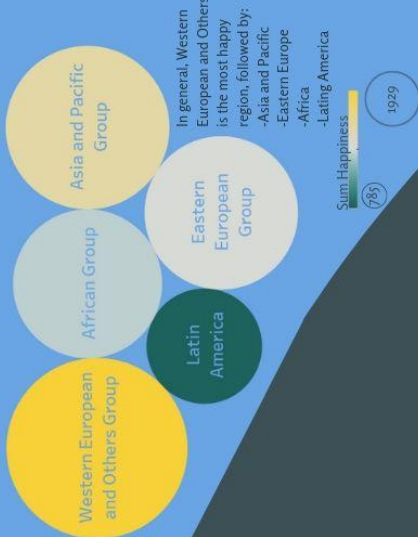 Western European
and Others Group
African Group
Asia and Pacific
Group
Latin
America
Eastern
European
Group
In general, Western
European and Others
is the most happy
region, followed by:
-Asia and Pacific
-Eastern Europe
-Africa
-Lating America
Sum Happiness
785
1929